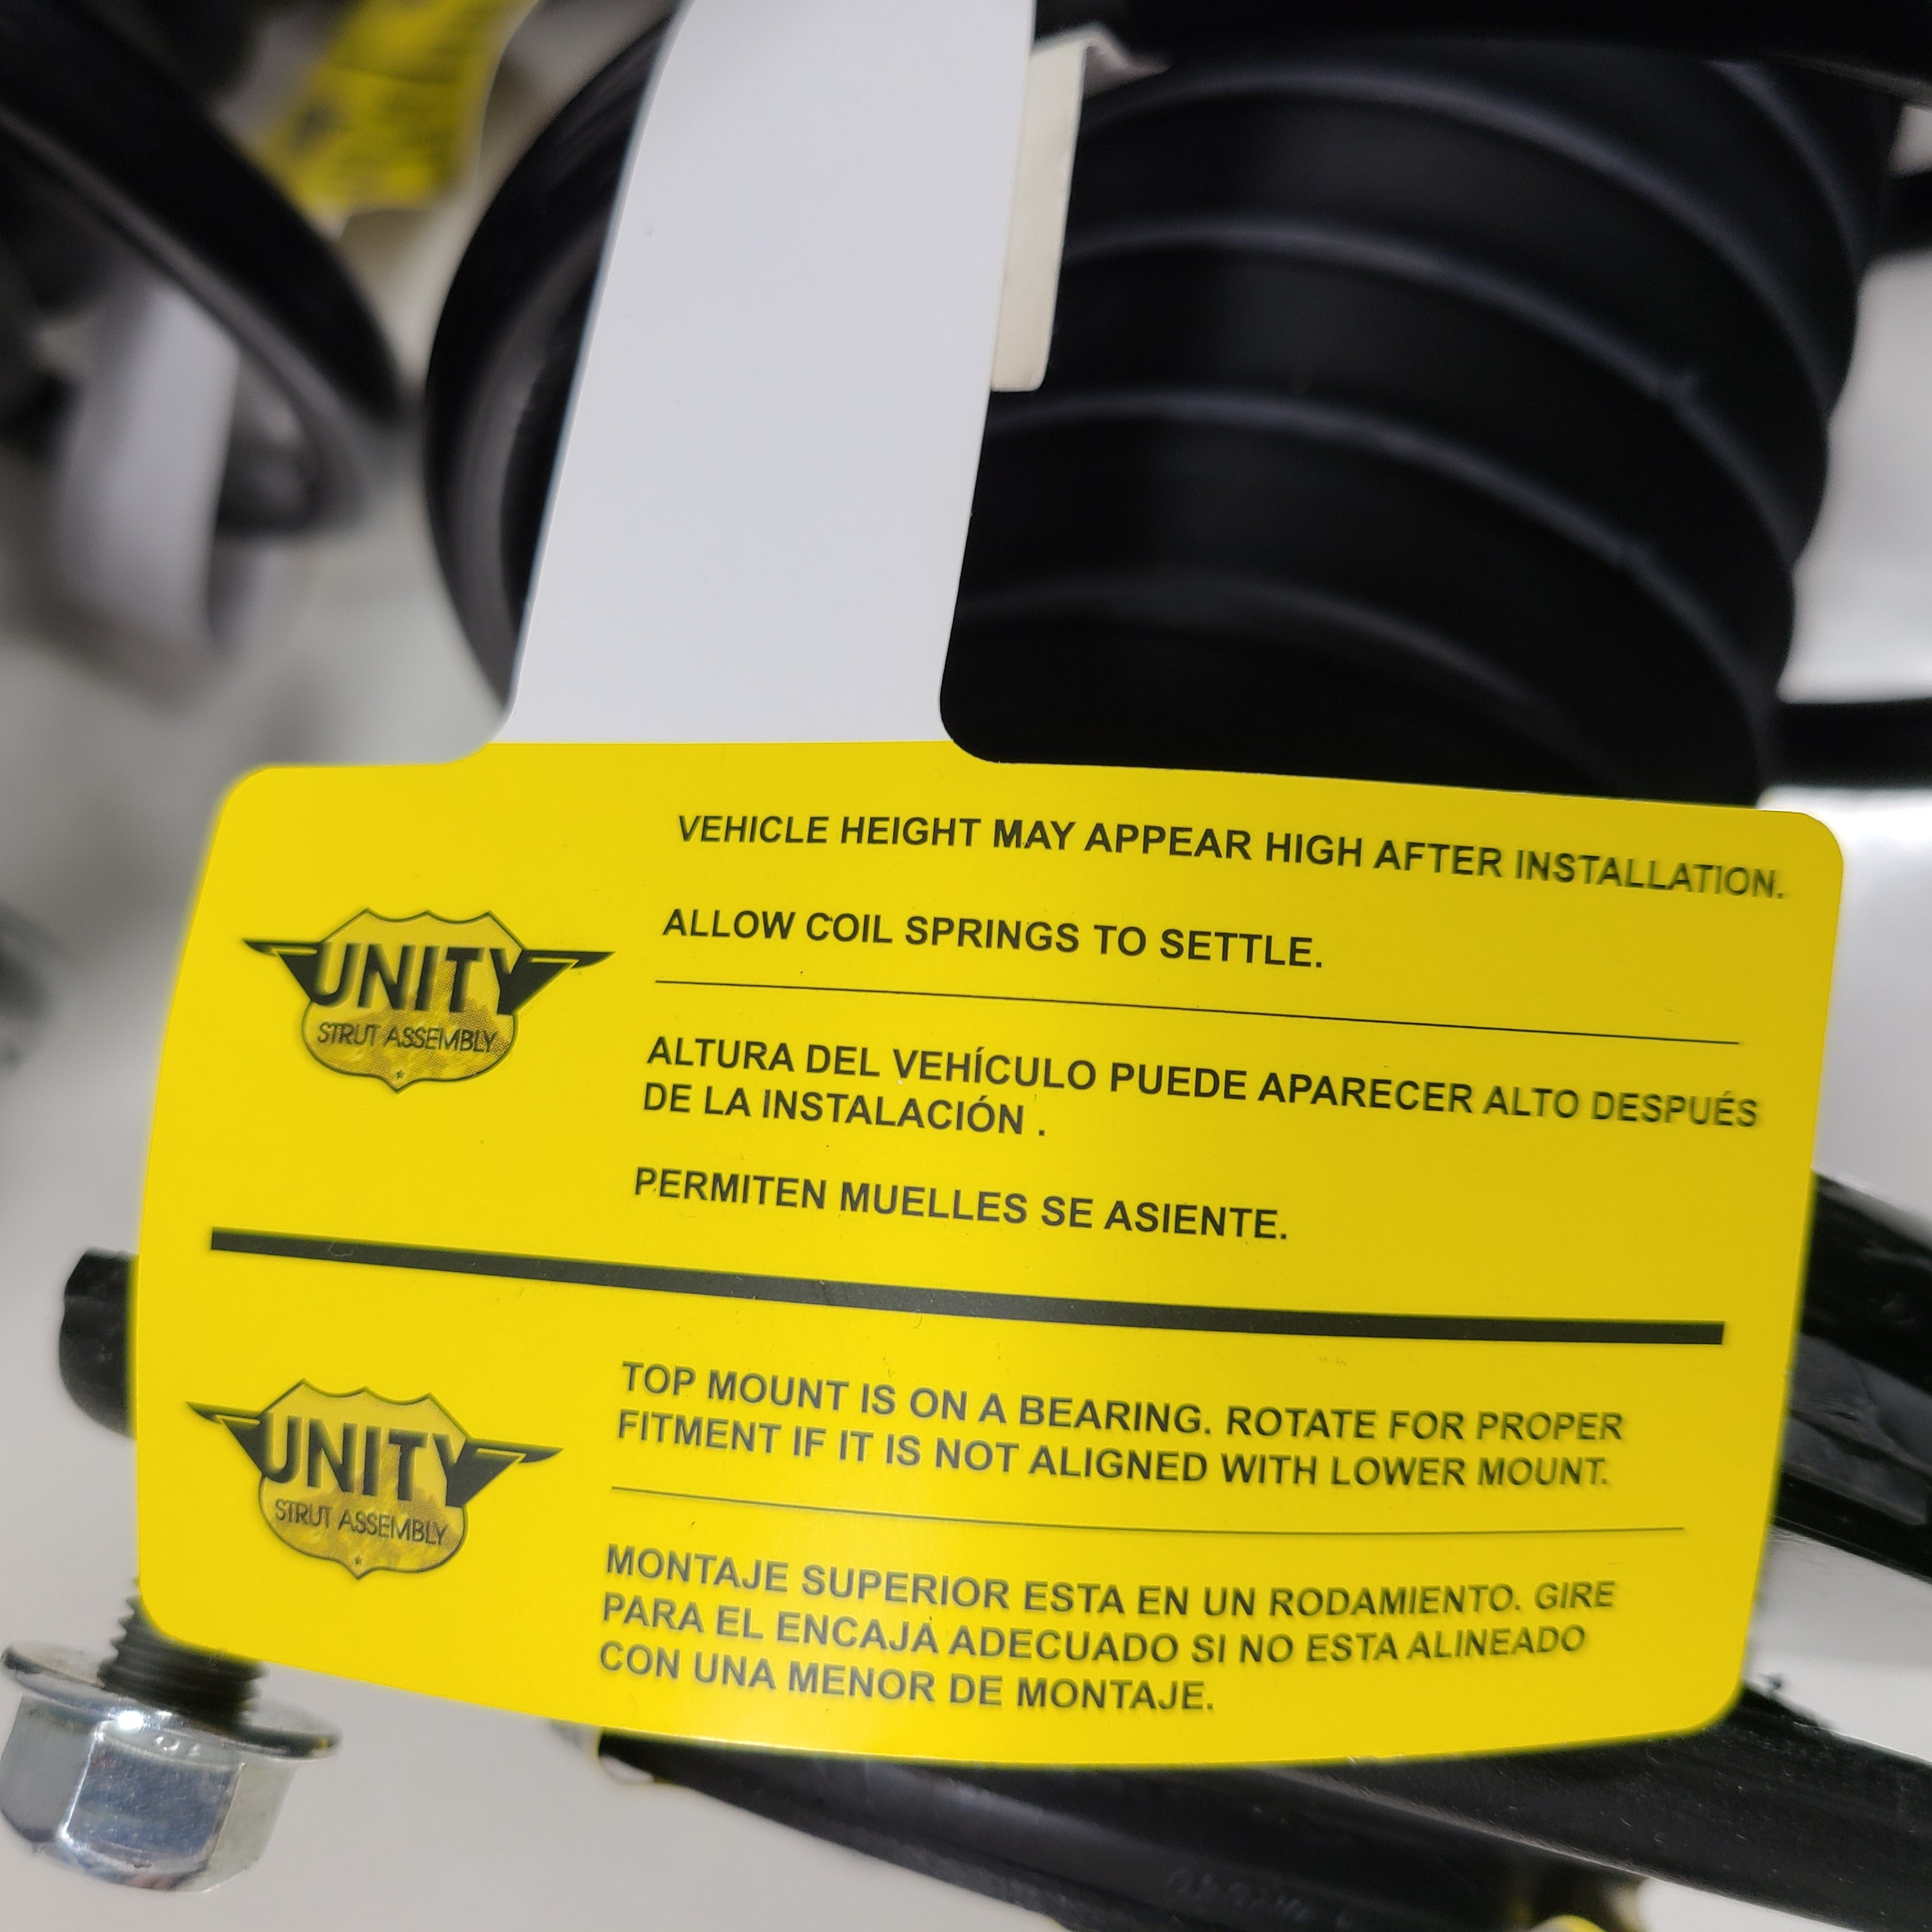 VEHICLE HEIGHT MAY APPEAR HIGH AFTER INSTALLATION.
ALLOW COIL SPRINGS TO SETTLE.
UNITY
STRUT ASSEMBLY
ALTURA DEL VEHÍCULO PUEDE APARECER ALTO DESPUÉS
DE LA INSTALACIÓN .
PERMITEN MUELLES SE ASIENTE.
TOP MOUNT IS ON A BEARING. ROTATE FOR PROPER
FITMENT IF IT IS NOT ALIGNED WITH LOWER MOUNT.
UNITY
STRUT ASSEMBLY
MONTAJE SUPERIOR ESTA EN UN RODAMIENTO. GIRE
PARA EL ENCAJA ADECUADO SI NO ESTA ALINEADO
CON UNA MENOR DE MONTAJE.